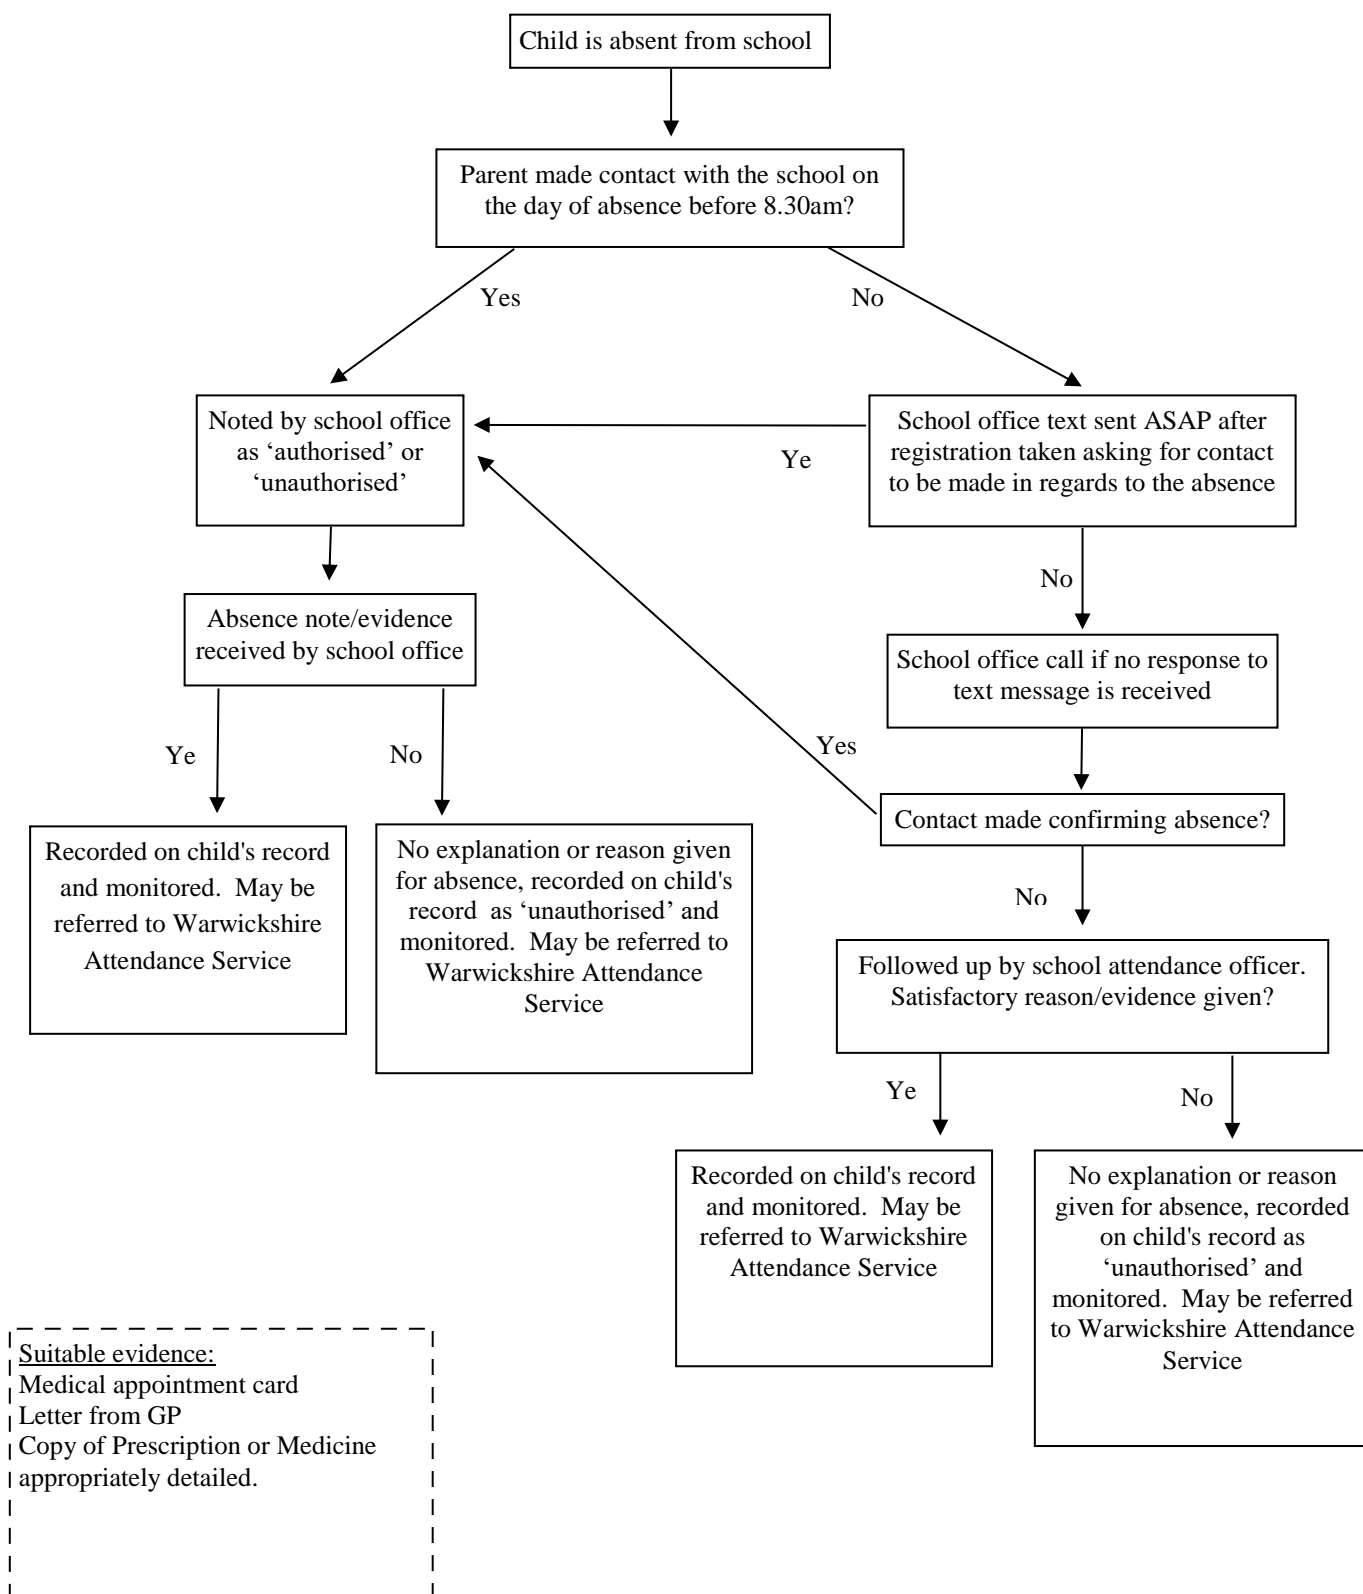 Child is absent from school
Parent made contact with the school on
the day of absence before 8.30am?
Yes
No
Noted by school office
as ‘authorised’ or
‘unauthorised’
School office text sent ASAP after
registration taken asking for contact
to be made in regards to the absence
Ye
No
Absence note/evidence
received by school office
School office call if no response to
text message is received
Ye
No
Yes
Contact made confirming absence?
Recorded on child's record
and monitored.  May be
referred to Warwickshire
Attendance Service
No explanation or reason given
for absence, recorded on child's
record  as ‘unauthorised’ and
monitored.  May be referred to
Warwickshire Attendance
Service
No
Followed up by school attendance officer.
Satisfactory reason/evidence given?
Ye
No
Recorded on child's record
and monitored.  May be
referred to Warwickshire
Attendance Service
No explanation or reason
given for absence, recorded
on child's record as
‘unauthorised’ and
monitored.  May be referred
to Warwickshire Attendance
Service
Suitable evidence:
Medical appointment card
Letter from GP
Copy of Prescription or Medicine
appropriately detailed.